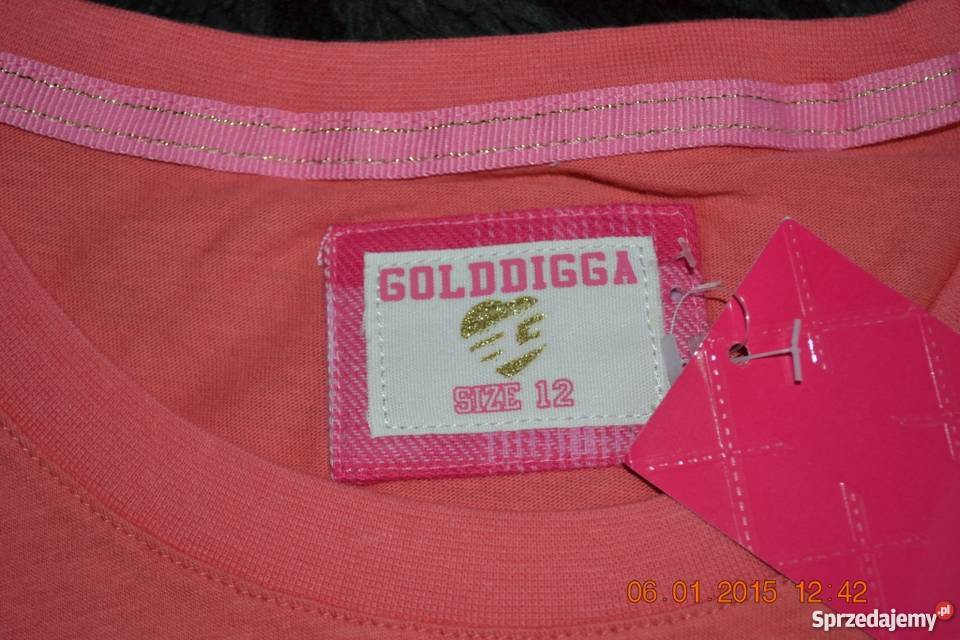 GOLDDIGGA
SIZE 12
06.01.2015 12:42
Sprzedajemy.pl